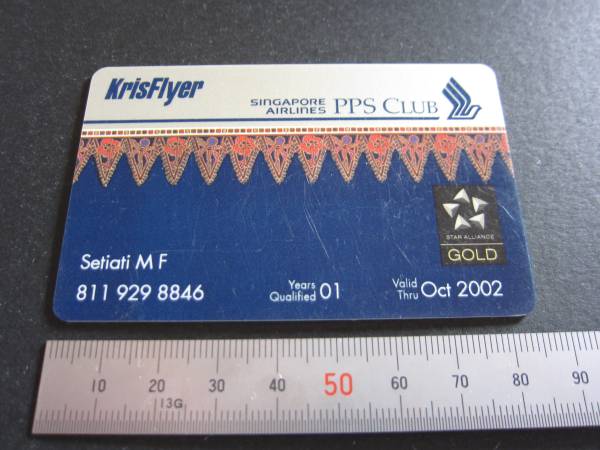 KrisFlyer
SINGAPORE AIRLINES PPS CLUB
STAR ALLIANCE
GOLD
Setiati M F
811 929 8846
Years Qualified 01
Valid Thru Oct 2002
10 20 30 40 50 60 70 80 90
13G